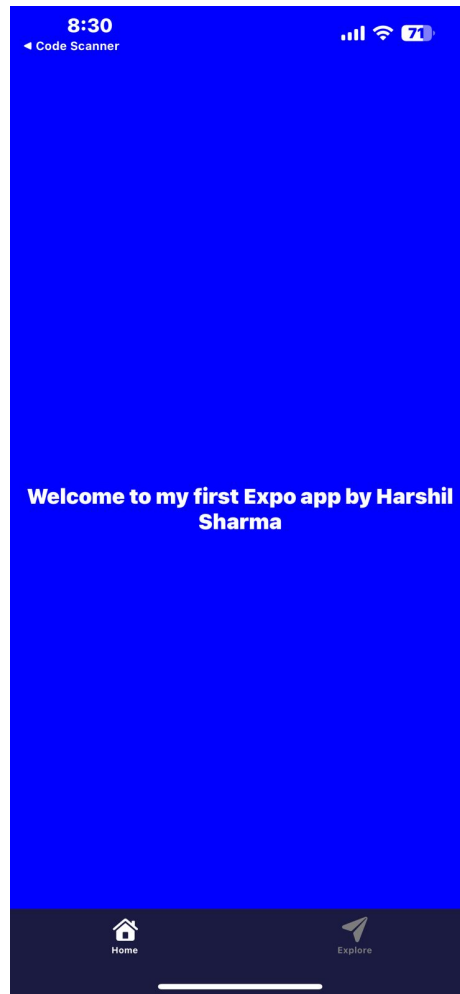 8:30
71
◀ Code Scanner
Welcome to my first Expo app by Harshil
Sharma
Home
Explore